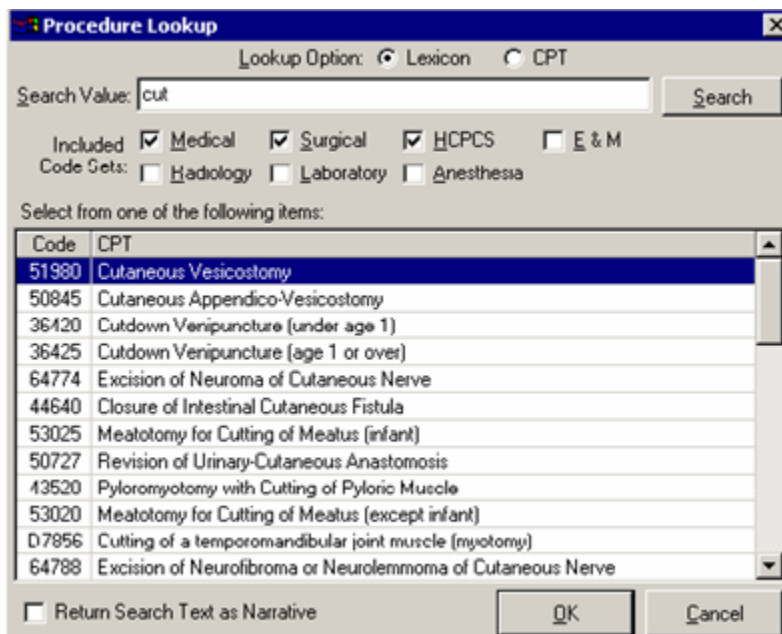 Procedure Lookup
Lookup Option: Lexicon CPT
Search Value: cut Search
Included Code Sets: Medical Surgical HCPCS E & M
Radiology Laboratory Anesthesia
Select from one of the following items:
Code CPT
51980 Cutaneous Vesicostomy
50845 Cutaneous Appendico-Vesicostomy
36420 Cutdown Venipuncture (under age 1)
36425 Cutdown Venipuncture (age 1 or over)
64774 Excision of Neuroma of Cutaneous Nerve
44640 Closure of Intestinal Cutaneous Fistula
53025 Meatotomy for Cutting of Meatus (infant)
50727 Revision of Urinary-Cutaneous Anastomosis
43520 Pyloromyotomy with Cutting of Pyloric Muscle
53020 Meatotomy for Cutting of Meatus (except infant)
D7856 Cutting of a temporomandibular joint muscle (myotomy)
64788 Excision of Neurofibroma or Neurolemmoma of Cutaneous Nerve
Return Search Text as Narrative OK Cancel